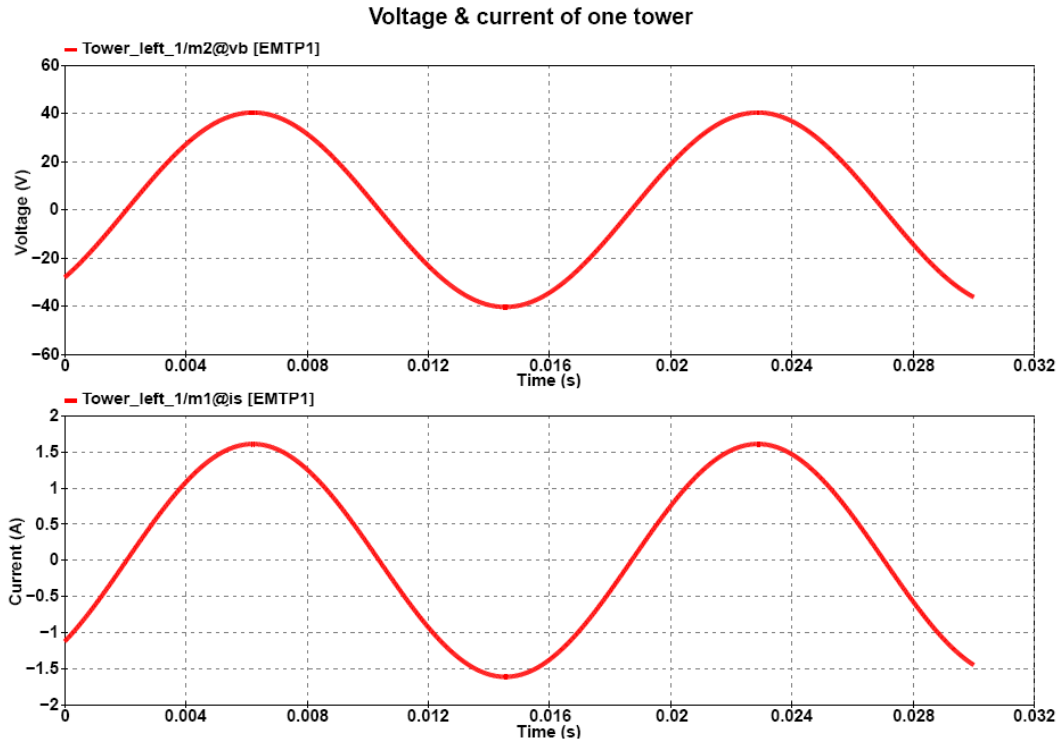 Voltage & current of one tower
Tower_left_1/m2@vb [EMTP1]
60
40
20
0
−20
−40
−60
Voltage (V)
0 0.004 0.008 0.012 0.016 0.02 0.024 0.028 0.032
Time (s)
Tower_left_1/m1@is [EMTP1]
2
1.5
1
0.5
0
−0.5
−1
−1.5
−2
Current (A)
0 0.004 0.008 0.012 0.016 0.02 0.024 0.028 0.032
Time (s)